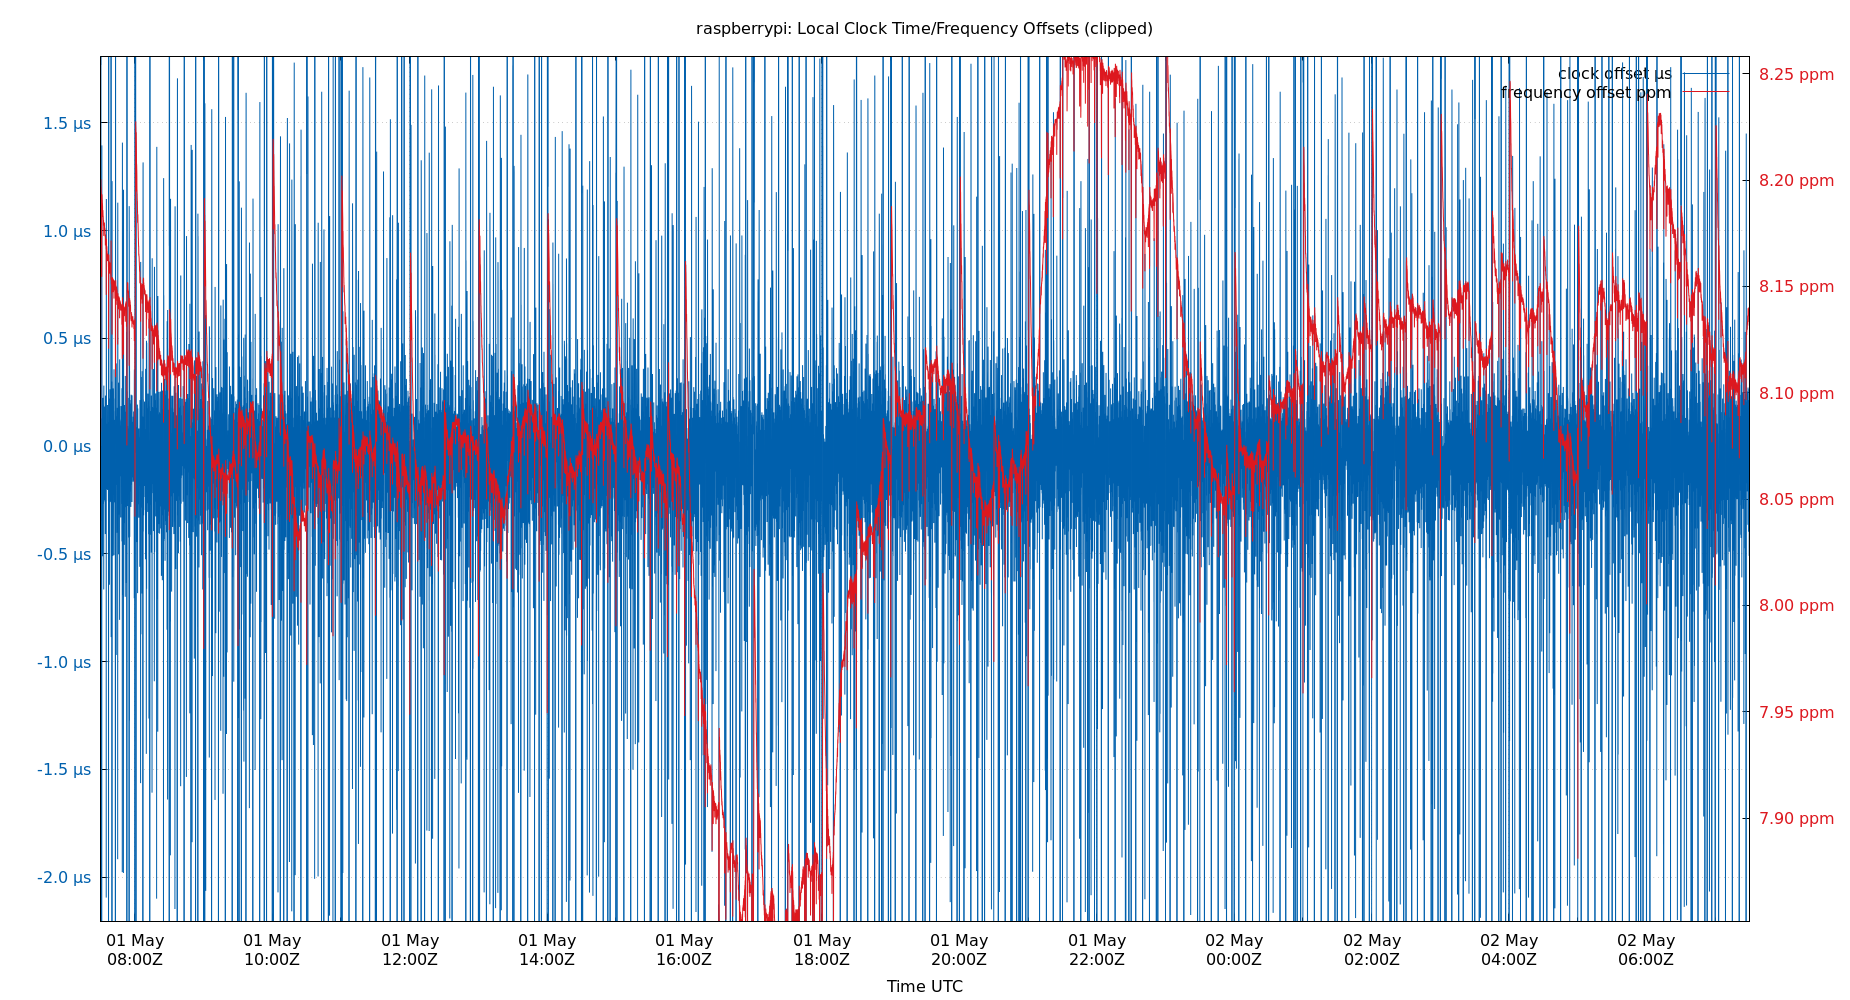 raspberrypi: Local Clock Time/Frequency Offsets (clipped)
clock offset µs
frequency offset ppm
1.5 µs
1.0 µs
0.5 µs
0.0 µs
-0.5 µs
-1.0 µs
-1.5 µs
-2.0 µs
8.25 ppm
8.20 ppm
8.15 ppm
8.10 ppm
8.05 ppm
8.00 ppm
7.95 ppm
7.90 ppm
01 May 01 May 01 May 01 May 01 May 01 May 01 May 01 May 02 May 02 May 02 May 02 May
08:00Z 10:00Z 12:00Z 14:00Z 16:00Z 18:00Z 20:00Z 22:00Z 00:00Z 02:00Z 04:00Z 06:00Z
Time UTC